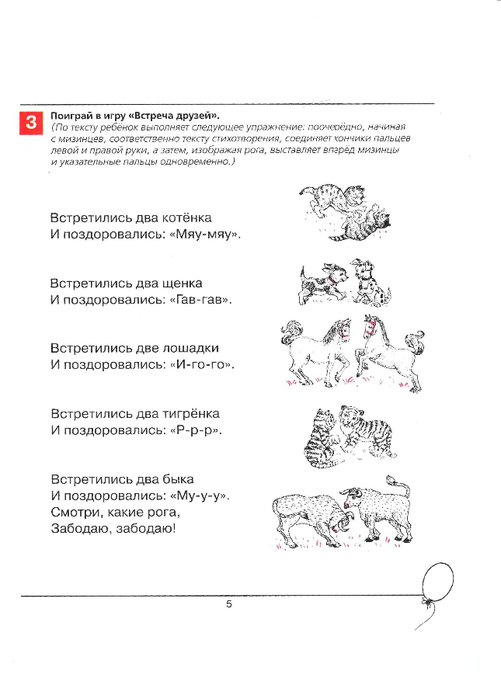 3
Поиграй в игру «Встреча друзей».
(По тексту ребёнок выполняет следующее упражнение: поочерёдно, начиная
с мизинцев, соответственно тексту стихотворения, соединяет кончики пальцев
левой и правой руки, а затем, изображая рога, выставляет вперёд мизинцы
и указательные пальцы одновременно.)
Встретились два котёнка
И поздоровались: «Мяу-мяу».
Встретились два щенка
И поздоровались: «Гав-гав».
Встретились две лошадки
И поздоровались: «И-го-го».
Встретились два тигрёнка
И поздоровались: «Р-р-р».
Встретились два быка
И поздоровались: «Му-у-у».
Смотри, какие рога,
Забодаю, забодаю!
5